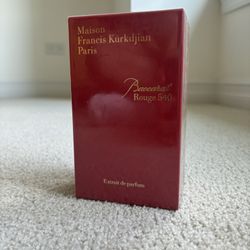 Maison
Francis Kurkdjian
Paris
Baccarat
Rouge 540
Extrait de parfum